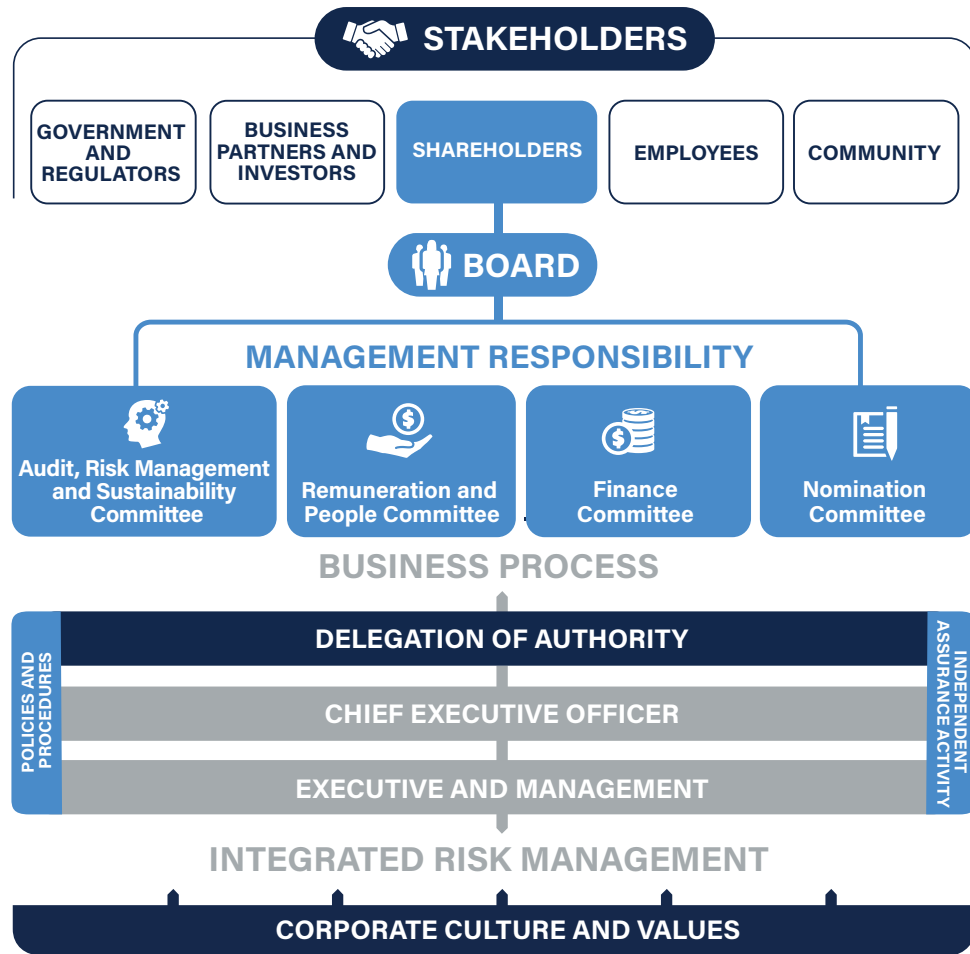 STAKEHOLDERS
GOVERNMENT
AND
REGULATORS
BUSINESS
PARTNERS AND
INVESTORS
SHAREHOLDERS
EMPLOYEES
COMMUNITY
BOARD
MANAGEMENT RESPONSIBILITY
Audit, Risk Management
and Sustainability
Committee
Remuneration and
People Committee
Finance
Committee
Nomination
Committee
BUSINESS PROCESS
POLICIES AND
PROCEDURES
DELEGATION OF AUTHORITY
CHIEF EXECUTIVE OFFICER
EXECUTIVE AND MANAGEMENT
INDEPENDENT
ASSURANCE ACTIVITY
INTEGRATED RISK MANAGEMENT
CORPORATE CULTURE AND VALUES